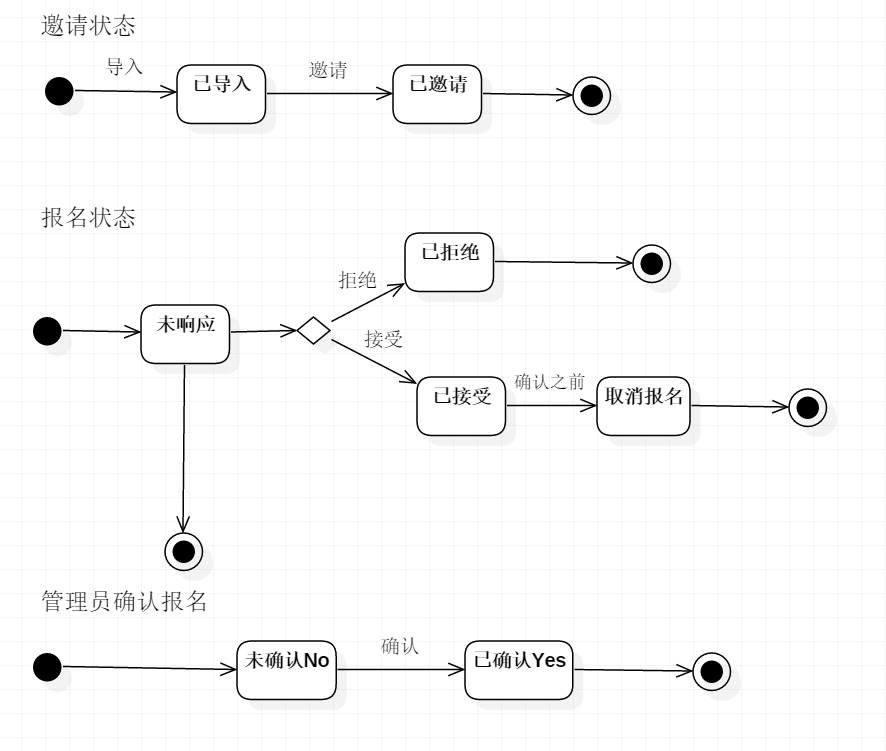 邀请状态
导入
已导入
邀请
已邀请
报名状态
未响应
拒绝
已拒绝
接受
已接受
确认之前
取消报名
管理员确认报名
未确认No
确认
已确认Yes